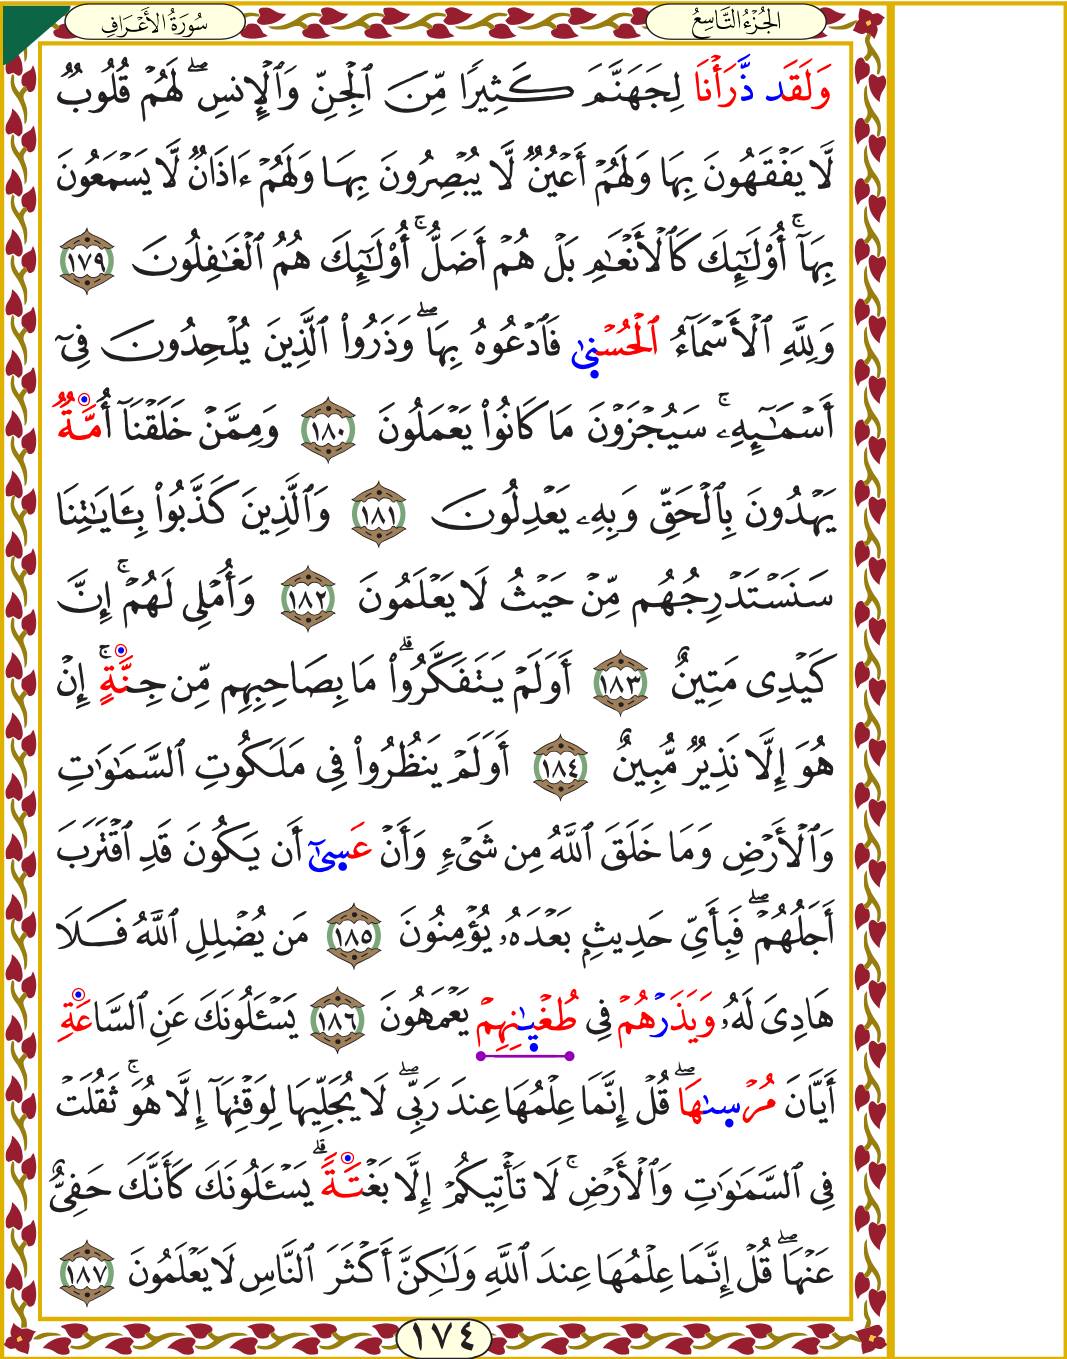 الجُزْءُ التَّاسِعُ
سُورَةُ الأَعْرَافِ
وَلَقَد ذَّرَأْنَا لِجَهَنَّمَ كَثِيرًا مِّنَ ٱلْجِنِّ وَٱلْإِنسِ ۖ لَهُمْ قُلُوبٌ
لَّا يَفْقَهُونَ بِهَا وَلَهُمْ أَعْيُنٌ لَّا يُبْصِرُونَ بِهَا وَلَهُمْ ءَاذَانٌ لَّا يَسْمَعُونَ
بِهَآ ۚ أُوْلَـٰٓئِكَ كَٱلْأَنْعَـٰمِ بَلْ هُمْ أَضَلُّ ۚ أُوْلَـٰٓئِكَ هُمُ ٱلْغَـٰفِلُونَ ١٧٩
وَلِلَّهِ ٱلْأَسْمَآءُ ٱلْحُسْنىٰ فَٱدْعُوهُ بِهَا ۖ وَذَرُوا۟ ٱلَّذِينَ يُلْحِدُونَ فِىٓ
أَسْمَـٰٓئِهِۦ ۚ سَيُجْزَوْنَ مَا كَانُوا۟ يَعْمَلُونَ ١٨٠ وَمِمَّنْ خَلَقْنَآ أُمَّةٌ
يَهْدُونَ بِٱلْحَقِّ وَبِهِۦ يَعْدِلُونَ ١٨١ وَٱلَّذِينَ كَذَّبُوا۟ بِـَٔايَـٰتِنَا
سَنَسْتَدْرِجُهُم مِّنْ حَيْثُ لَا يَعْلَمُونَ ١٨٢ وَأُمْلِى لَهُمْ ۚ إِنَّ
كَيْدِى مَتِينٌ ١٨٣ أَوَلَمْ يَتَفَكَّرُوا۟ ۗ مَا بِصَاحِبِهِم مِّن جِنَّةٍ ۚ إِنْ
هُوَ إِلَّا نَذِيرٌ مُّبِينٌ ١٨٤ أَوَلَمْ يَنظُرُوا۟ فِى مَلَكُوتِ ٱلسَّمَـٰوَٰتِ
وَٱلْأَرْضِ وَمَا خَلَقَ ٱللَّهُ مِن شَىْءٍ وَأَنْ عَسىٰٓ أَن يَكُونَ قَدِ ٱقْتَرَبَ
أَجَلُهُمْ ۖ فَبِأَىِّ حَدِيثٍۭ بَعْدَهُۥ يُؤْمِنُونَ ١٨٥ مَن يُضْلِلِ ٱللَّهُ فَلَا
هَادِىَ لَهُۥ وَيَذَرْهُمْ فِى طُغْيَـٰنِهِمْ يَعْمَهُونَ ١٨٦ يَسْـَٔلُونَكَ عَنِ ٱلسَّاعَةِ
أَيَّانَ مُرْسىٰهَا ۖ قُلْ إِنَّمَا عِلْمُهَا عِندَ رَبِّى ۖ لَا يُجَلِّيهَا لِوَقْتِهَآ إِلَّا هُوَ ۚ ثَقُلَتْ
فِى ٱلسَّمَـٰوَٰتِ وَٱلْأَرْضِ ۚ لَا تَأْتِيكُمْ إِلَّا بَغْتَةً ۗ يَسْـَٔلُونَكَ كَأَنَّكَ حَفِىٌّ
عَنْهَا ۖ قُلْ إِنَّمَا عِلْمُهَا عِندَ ٱللَّهِ وَلَـٰكِنَّ أَكْثَرَ ٱلنَّاسِ لَا يَعْلَمُونَ ١٨٧
١٧٤